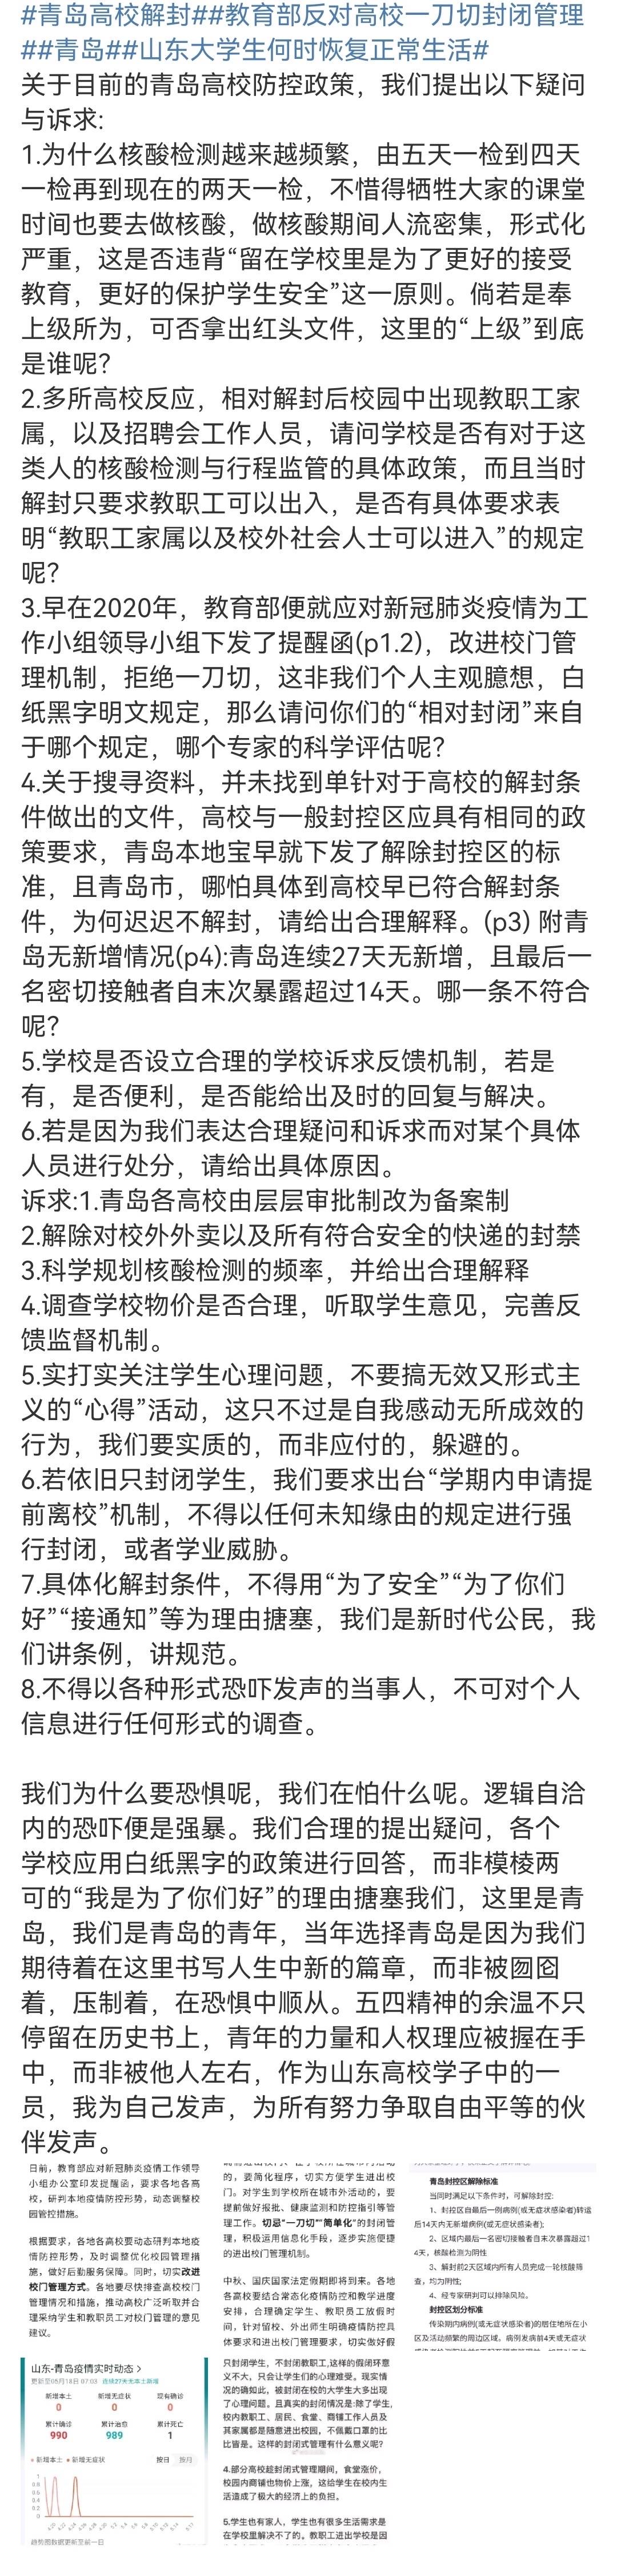 #青岛高校解封##教育部反对高校一刀切封闭管理
##青岛##山东大学生何时恢复正常生活#
关于目前的青岛高校防控政策，我们提出以下疑问
与诉求:
1.为什么核酸检测越来越频繁，由五天一检到四天
一检再到现在的两天一检，不惜得牺牲大家的课堂
时间也要去做核酸，做核酸期间人流密集，形式化
严重，这是否违背“留在学校里是为了更好的接受
教育，更好的保护学生安全”这一原则。倘若是奉
上级所为，可否拿出红头文件，这里的“上级”到底
是谁呢?
2.多所高校反应，相对解封后校园中出现教职工家
属，以及招聘会工作人员，请问学校是否有对于这
类人的核酸检测与行程监管的具体政策，而且当时
解封只要求教职工可以出入，是否有具体要求表
明“教职工家属以及校外社会人士可以进入”的规定
呢?
3.早在2020年，教育部便就应对新冠肺炎疫情为工
作小组领导小组下发了提醒函(p1.2)，改进校门管
理机制，拒绝一刀切，这非我们个人主观臆想，白
纸黑字明文规定，那么请问你们的“相对封闭”来自
于哪个规定，哪个专家的科学评估呢?
4.关于搜寻资料，并未找到单针对于高校的解封条
件做出的文件，高校与一般封控区应具有相同的政
策要求，青岛本地宝早就下发了解除封控区的标
准，且青岛市，哪怕具体到高校早已符合解封条
件，为何迟迟不解封，请给出合理解释。(p3) 附青
岛无新增情况(p4):青岛连续27天无新增，且最后一
名密切接触者自末次暴露超过14天。哪一条不符合
呢?
5.学校是否设立合理的学校诉求反馈机制，若是
有，是否便利，是否能给出及时的回复与解决。
6.若是因为我们表达合理疑问和诉求而对某个具体
人员进行处分，请给出具体原因。
诉求:1.青岛各高校由层层审批制改为备案制
2.解除对校外外卖以及所有符合安全的快递的封禁
3.科学规划核酸检测的频率，并给出合理解释
4.调查学校物价是否合理，听取学生意见，完善反
馈监督机制。
5.实打实关注学生心理问题，不要搞无效又形式主
义的“心得”活动，这只不过是自我感动无所成效的
行为，我们要实质的，而非应付的，躲避的。
6.若依旧只封闭学生，我们要求出台“学期内申请提
前离校”机制，不得以任何未知缘由的规定进行强
行封闭，或者学业威胁。
7.具体化解封条件，不得用“为了安全”“为了你们
好”“接通知”等为理由搪塞，我们是新时代公民，我
们讲条例，讲规范。
8.不得以各种形式恐吓发声的当事人，不可对个人
信息进行任何形式的调查。
我们为什么要恐惧呢，我们在怕什么呢。逻辑自洽
内的恐吓便是强暴。我们合理的提出疑问，各个
学校应用白纸黑字的政策进行回答，而非模棱两
可的“我是为了你们好”的理由搪塞我们，这里是青
岛，我们是青岛的青年，当年选择青岛是因为我们
期待着在这里书写人生中新的篇章，而非被囫囵
着，压制着，在恐惧中顺从。五四精神的余温不只
停留在历史书上，青年的力量和人权理应被握在手
中，而非被他人左右，作为山东高校学子中的一
员，我为自己发声，为所有努力争取自由平等的伙
伴发声。
日前，教育部应对新冠肺炎疫情工作领导
小组办公室印发提醒函，要求各地各高
校，研判本地疫情防控形势，动态调整校
园管控措施。
根据要求，各地各高校要动态研判本地疫
情防控形势，及时调整优化校园管理措
施，做好后勤服务保障。同时，切实改进
校门管理方式。各地要尽快排查高校校门
管理情况和措施，推动高校广泛听取并合
理采纳学生和教职员工对校门管理的意见
建议。
的，要简化程序，切实方便学生进出校
门。对学生到学校所在城市外活动的，要
提前做好报批、健康监测和防控指引等管
理工作。切忌“一刀切”“简单化”的封闭管
理，积极运用信息化手段，逐步实施便捷
的进出校门管理机制。
中秋、国庆国家法定假期即将到来。各地
各高校要结合常态化疫情防控和教学进度
安排，合理确定学生、教职员工放假时
间，针对留校、外出师生明确疫情防控具
体要求和进出校门管理要求，切实做好假
青岛封控区解除标准
当同时满足以下条件时，可解除封控:
1、封控区自最后一例病例(或无症状感染者)转运
后14天内无新增病例(或无症状感染者);
2、区域内最后一名密切接触者自末次暴露超过1
4天，核酸检测为阴性
3、解封前2天区域内所有人员完成一轮核酸筛
查，均为阴性;
4、经专家研判可以排除风险。
封控区划分标准
传染期内病例(或无症状感染者)的居住地所在小
区及活动频繁的周边区域。病例发病前4天或无症状
山东-青岛疫情实时动态 >
更新至05月18日 07:03 连续27天无本土新增
新增本土 新增无症状 现有确诊
0 0 0
累计确诊 累计治愈 累计死亡
990 989 1
新增本土 新增无症状 按日 按月
1
0.8
0.6
0.4
0.2
0
趋势图数据更新至前一日
只封闭学生，不封闭教职工,这样的假闭环意
义不大，只会让学生们的心理难受。现实情
况的确如此，被封闭在校的大学生大多出现
了心理问题。且真实的封闭情况是:除了学生,
校内教职工、居民、食堂、商铺工作人员及
其家属都是随意进出校园，不佩戴口罩的比
比皆是。这样的封闭式管理有什么意义呢?
4.部分高校趁封闭式管理期间，食堂涨价，
校园内商铺也物价上涨，这给学生在校内生
活造成了极大的经济上的负担。
5.学生也有家人，学生也有很多生活需求是
在学校里解决不了的。教职工进出学校是因